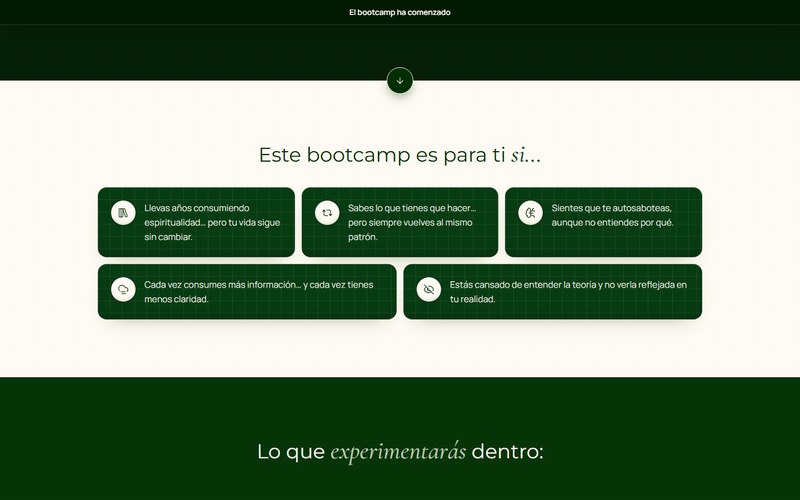 El bootcamp ha comenzado
Este bootcamp es para ti si...
Llevas años consumiendo
espiritualidad... pero tu vida sigue
sin cambiar.
Sabes lo que tienes que hacer...
pero siempre vuelves al mismo
patrón.
Sientes que te autosaboteas,
aunque no entiendes por qué.
Cada vez consumes más información... y cada vez tienes
menos claridad.
Estás cansado de entender la teoría y no verla reflejada en
tu realidad.
Lo que experimentarás dentro: